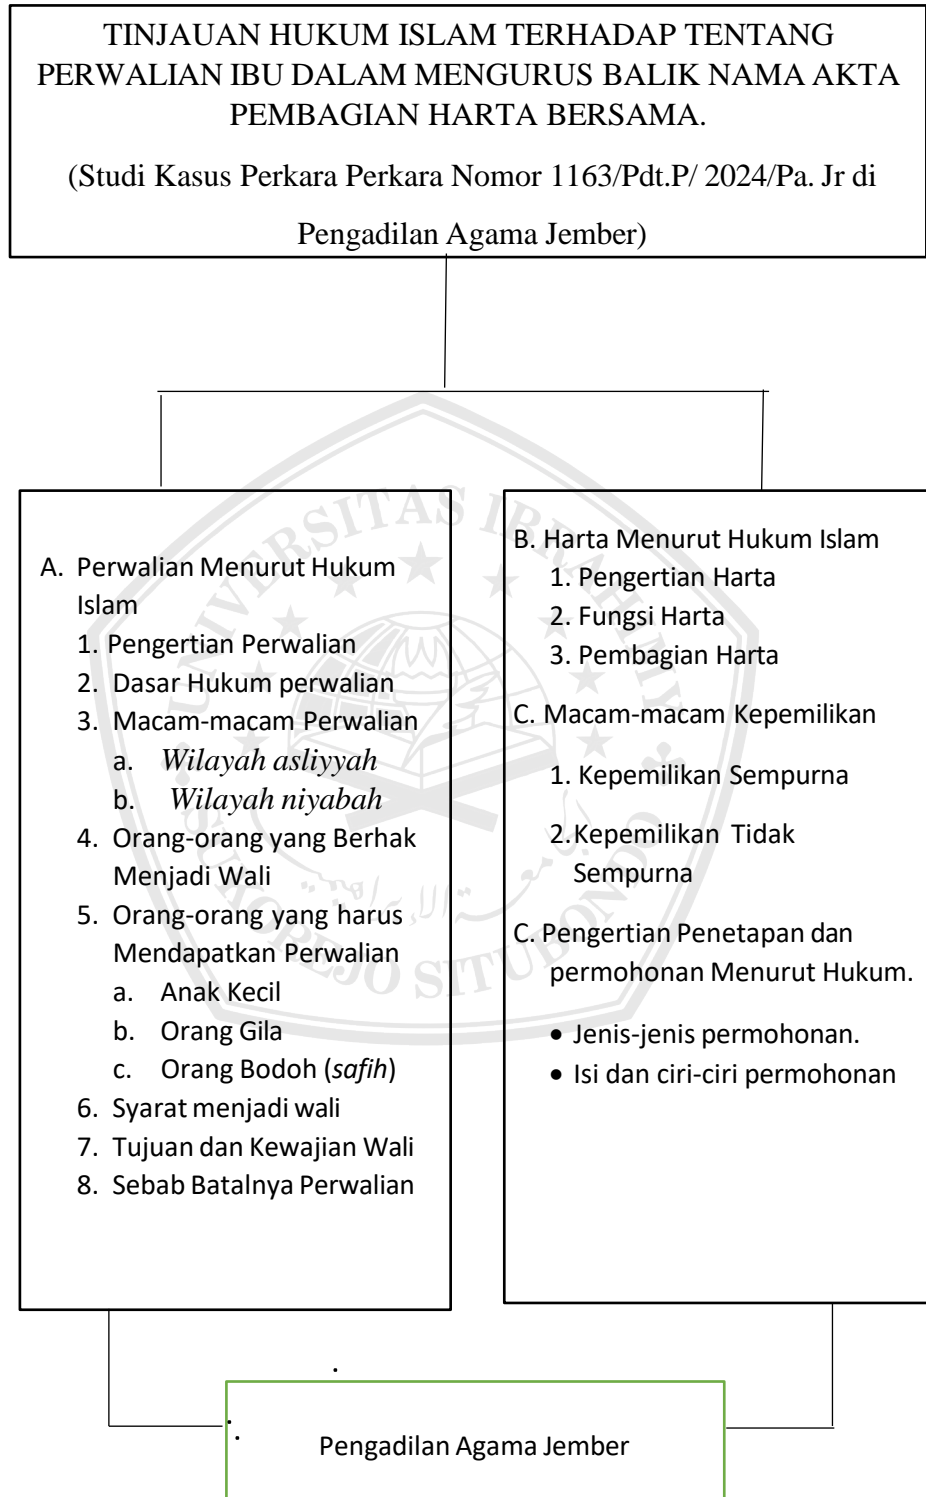 TINJAUAN HUKUM ISLAM TERHADAP TENTANG
PERWALIAN IBU DALAM MENGURUS BALIK NAMA AKTA
PEMBAGIAN HARTA BERSAMA.
(Studi Kasus Perkara Perkara Nomor 1163/Pdt.P/ 2024/Pa. Jr di
Pengadilan Agama Jember)
A. Perwalian Menurut Hukum
Islam
1. Pengertian Perwalian
2. Dasar Hukum perwalian
3. Macam-macam Perwalian
a. Wilayah asliyyah
b. Wilayah niyabah
4. Orang-orang yang Berhak
Menjadi Wali
5. Orang-orang yang harus
Mendapatkan Perwalian
a. Anak Kecil
b. Orang Gila
c. Orang Bodoh (safih)
6. Syarat menjadi wali
7. Tujuan dan Kewajian Wali
8. Sebab Batalnya Perwalian
B. Harta Menurut Hukum Islam
1. Pengertian Harta
2. Fungsi Harta
3. Pembagian Harta
C. Macam-macam Kepemilikan
1. Kepemilikan Sempurna
2.Kepemilikan Tidak
Sempurna
C. Pengertian Penetapan dan
permohonan Menurut Hukum.
• Jenis-jenis permohonan.
• Isi dan ciri-ciri permohonan
Pengadilan Agama Jember
UNIVERSITAS IBRAHIMY
SUKOREJO SITUBONDO